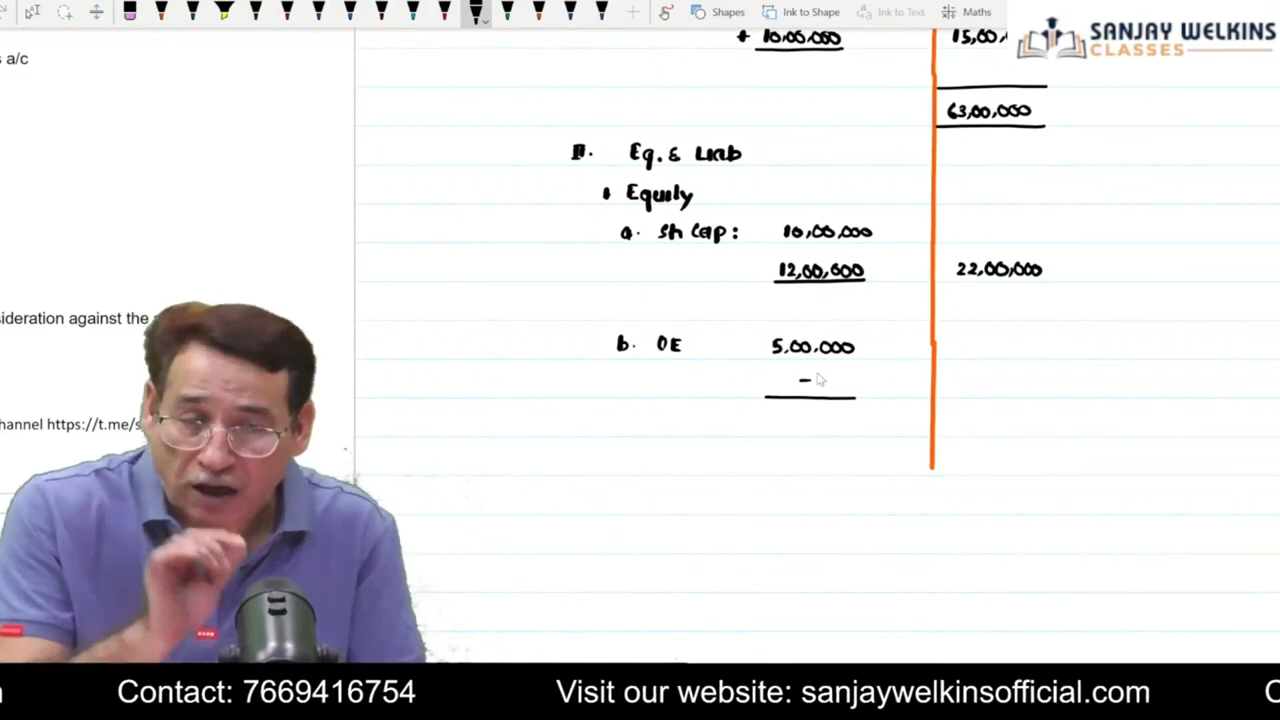 Shapes Ink to Shape Ink to Text Maths
SANJAY WELKINS
CLASSES
s a/c
+ 10,00,000 15,00,
63,00,000
II. Eq. & Liab
1 Equity
a. Sh Cap: 10,00,000
12,00,000 22,00,000
ideration against the
b. OE 5,00,000
-
hannel https://t.me/s
Contact: 7669416754 Visit our website: sanjaywelkinsofficial.com